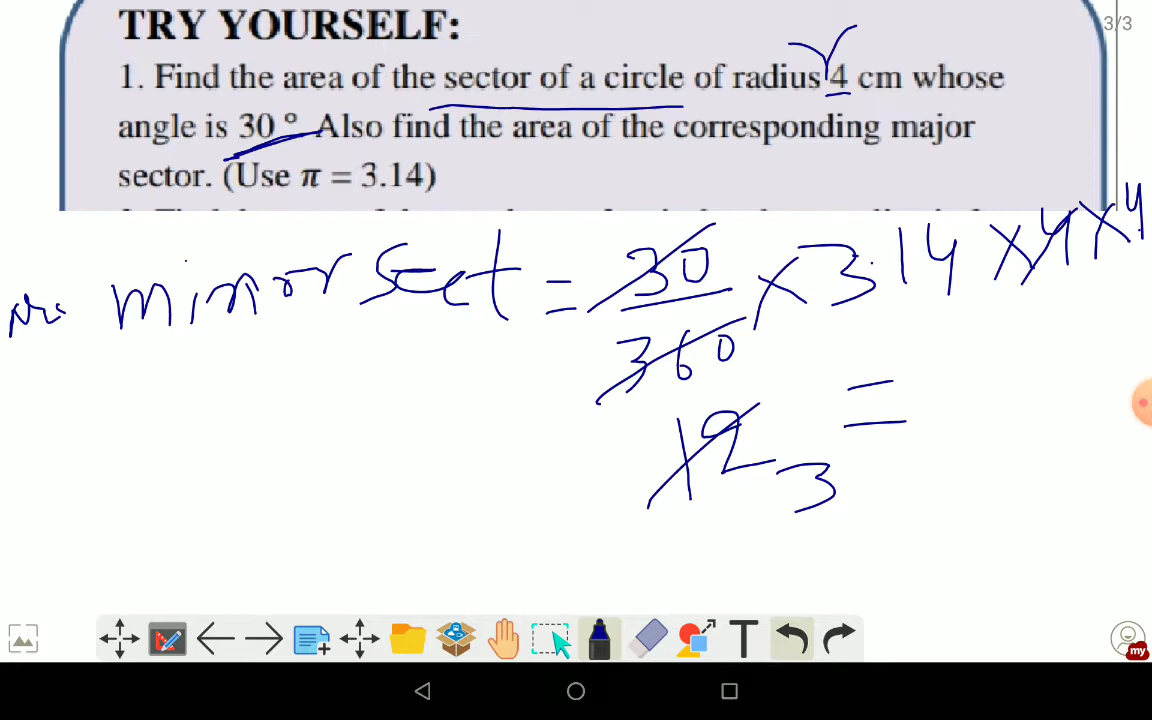 3/3
TRY YOURSELF:
1. Find the area of the sector of a circle of radius 4 cm whose
angle is 30 °. Also find the area of the corresponding major
sector. (Use π = 3.14)
minor sect = 30/360 × 3.14 × 4 × 4
12 3 =
my